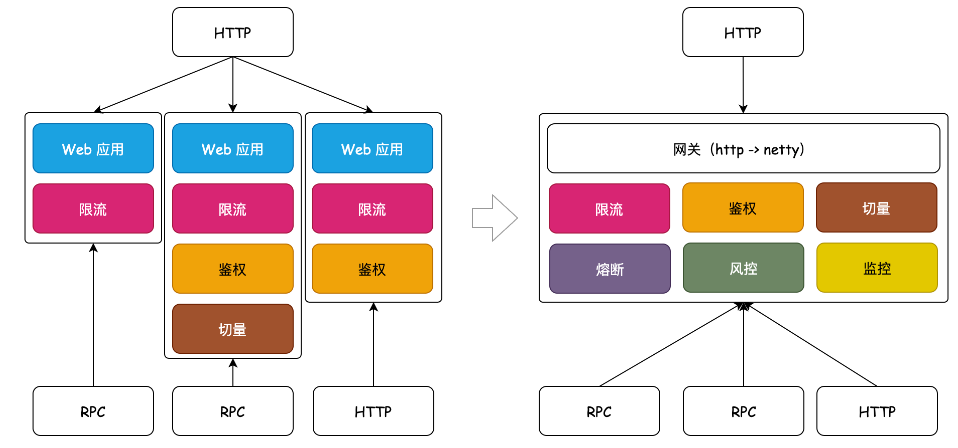 HTTP
Web 应用
限流
RPC
Web 应用
限流
鉴权
切量
RPC
Web 应用
限流
鉴权
HTTP
HTTP
网关（http -> netty）
限流
鉴权
切量
熔断
风控
监控
RPC
RPC
HTTP